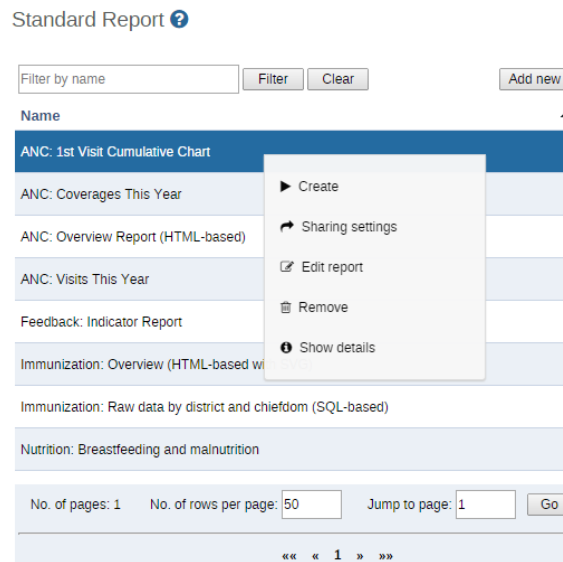 Standard Report ?
Filter by name Filter Clear Add new
Name
ANC: 1st Visit Cumulative Chart
Create
ANC: Coverages This Year
Sharing settings
ANC: Overview Report (HTML-based)
Edit report
ANC: Visits This Year
Remove
Feedback: Indicator Report
Show details
Immunization: Overview (HTML-based wi
Immunization: Raw data by district and chiefdom (SQL-based)
Nutrition: Breastfeeding and malnutrition
No. of pages: 1 No. of rows per page: 50 Jump to page: 1 Go
«« « 1 » »»